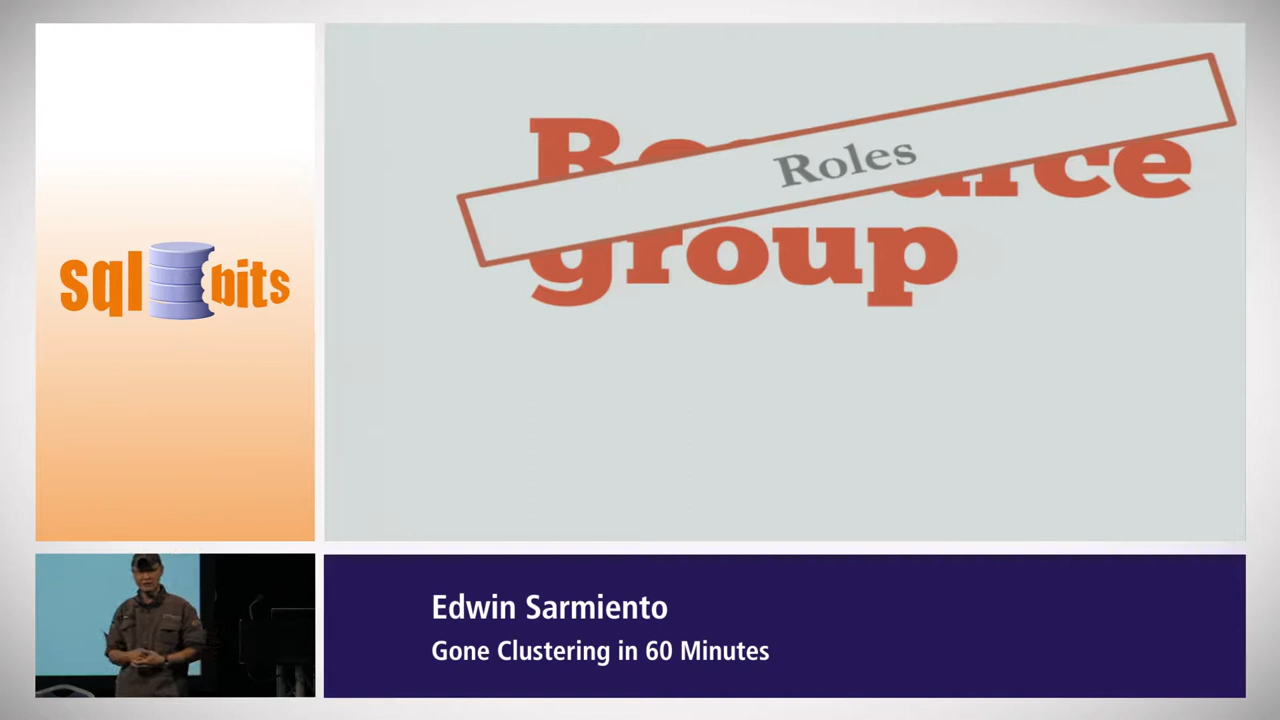 sql bits
Roles
group
Edwin Sarmiento
Gone Clustering in 60 Minutes